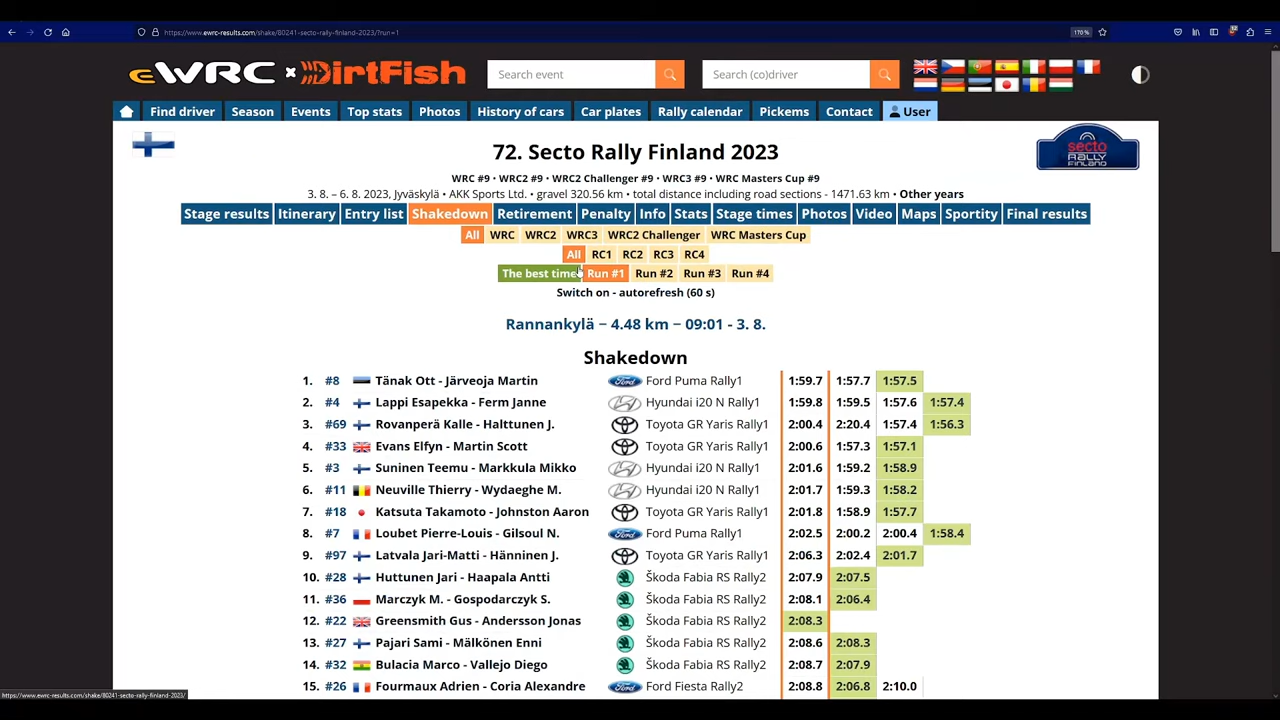 https://www.ewrc-results.com/shake/80241-secto-rally-finland-2023/?run=1
170%
eWRC × DirtFish
Search event
Search (co)driver
Find driver Season Events Top stats Photos History of cars Car plates Rally calendar Pickems Contact User
72. Secto Rally Finland 2023
secto
RALLY
FINLAND
WRC #9 • WRC2 #9 • WRC2 Challenger #9 • WRC3 #9 • WRC Masters Cup #9
3. 8. – 6. 8. 2023, Jyväskylä • AKK Sports Ltd. • gravel 320.56 km • total distance including road sections - 1471.63 km • Other years
Stage results Itinerary Entry list Shakedown Retirement Penalty Info Stats Stage times Photos Video Maps Sportity Final results
All WRC WRC2 WRC3 WRC2 Challenger WRC Masters Cup
All RC1 RC2 RC3 RC4
The best time Run #1 Run #2 Run #3 Run #4
Switch on - autorefresh (60 s)
Rannankylä − 4.48 km − 09:01 - 3. 8.
Shakedown
1. #8 Tänak Ott - Järveoja Martin Ford Puma Rally1 1:59.7 1:57.7 1:57.5
2. #4 Lappi Esapekka - Ferm Janne Hyundai i20 N Rally1 1:59.8 1:59.5 1:57.6 1:57.4
3. #69 Rovanperä Kalle - Halttunen J. Toyota GR Yaris Rally1 2:00.4 2:20.4 1:57.4 1:56.3
4. #33 Evans Elfyn - Martin Scott Toyota GR Yaris Rally1 2:00.6 1:57.3 1:57.1
5. #3 Suninen Teemu - Markkula Mikko Hyundai i20 N Rally1 2:01.6 1:59.2 1:58.9
6. #11 Neuville Thierry - Wydaeghe M. Hyundai i20 N Rally1 2:01.7 1:59.3 1:58.2
7. #18 Katsuta Takamoto - Johnston Aaron Toyota GR Yaris Rally1 2:01.8 1:58.9 1:57.7
8. #7 Loubet Pierre-Louis - Gilsoul N. Ford Puma Rally1 2:02.5 2:00.2 2:00.4 1:58.4
9. #97 Latvala Jari-Matti - Hänninen J. Toyota GR Yaris Rally1 2:06.3 2:02.4 2:01.7
10. #28 Huttunen Jari - Haapala Antti Škoda Fabia RS Rally2 2:07.9 2:07.5
11. #36 Marczyk M. - Gospodarczyk S. Škoda Fabia RS Rally2 2:08.1 2:06.4
12. #22 Greensmith Gus - Andersson Jonas Škoda Fabia RS Rally2 2:08.3
13. #27 Pajari Sami - Mälkönen Enni Škoda Fabia RS Rally2 2:08.6 2:08.3
14. #32 Bulacia Marco - Vallejo Diego Škoda Fabia RS Rally2 2:08.7 2:07.9
15. #26 Fourmaux Adrien - Coria Alexandre Ford Fiesta Rally2 2:08.8 2:06.8 2:10.0
https://www.ewrc-results.com/shake/80241-secto-rally-finland-2023/